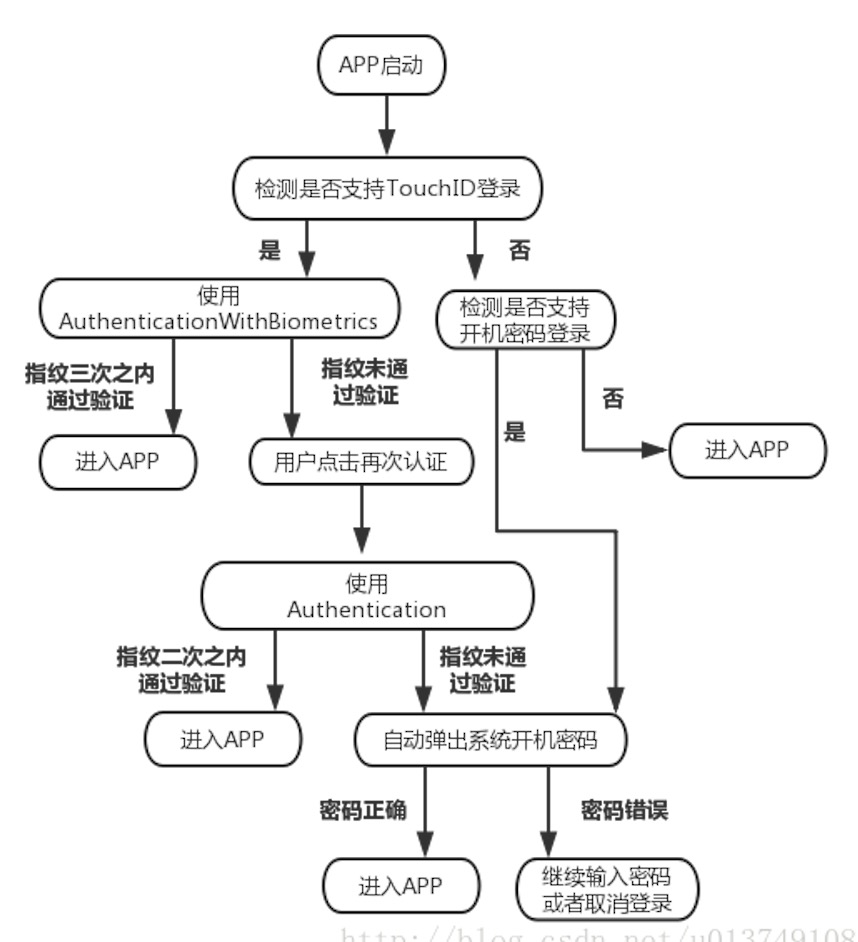 APP启动
检测是否支持TouchID登录
是
否
使用
AuthenticationWithBiometrics
检测是否支持
开机密码登录
指纹三次之内
通过验证
指纹未通
过验证
否
是
进入APP
用户点击再次认证
进入APP
使用
Authentication
指纹二次之内
通过验证
指纹未通
过验证
进入APP
自动弹出系统开机密码
密码正确
密码错误
进入APP
继续输入密码
或者取消登录
http://blog.csdn.net/u013749108